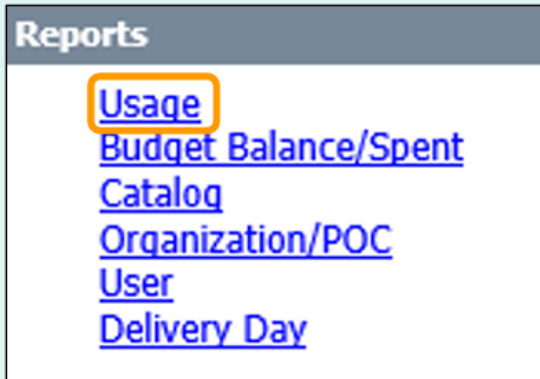 Reports
Usage
Budget Balance/Spent
Catalog
Organization/POC
User
Delivery Day